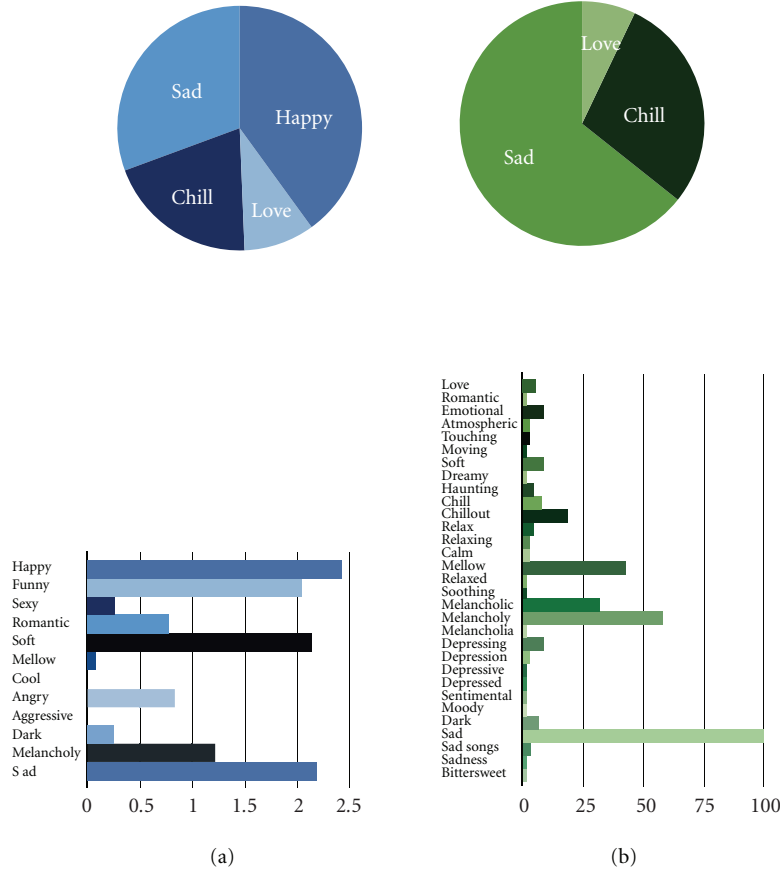 Sad
Happy
Chill
Love
Love
Chill
Sad
Happy
Funny
Sexy
Romantic
Soft
Mellow
Cool
Angry
Aggressive
Dark
Melancholy
S ad
0 0.5 1 1.5 2 2.5
(a)
Love
Romantic
Emotional
Atmospheric
Touching
Moving
Soft
Dreamy
Haunting
Chill
Chillout
Relax
Relaxing
Calm
Mellow
Relaxed
Soothing
Melancholic
Melancholy
Melancholia
Depressing
Depression
Depressive
Depressed
Sentimental
Moody
Dark
Sad
Sad songs
Sadness
Bittersweet
0 25 50 75 100
(b)